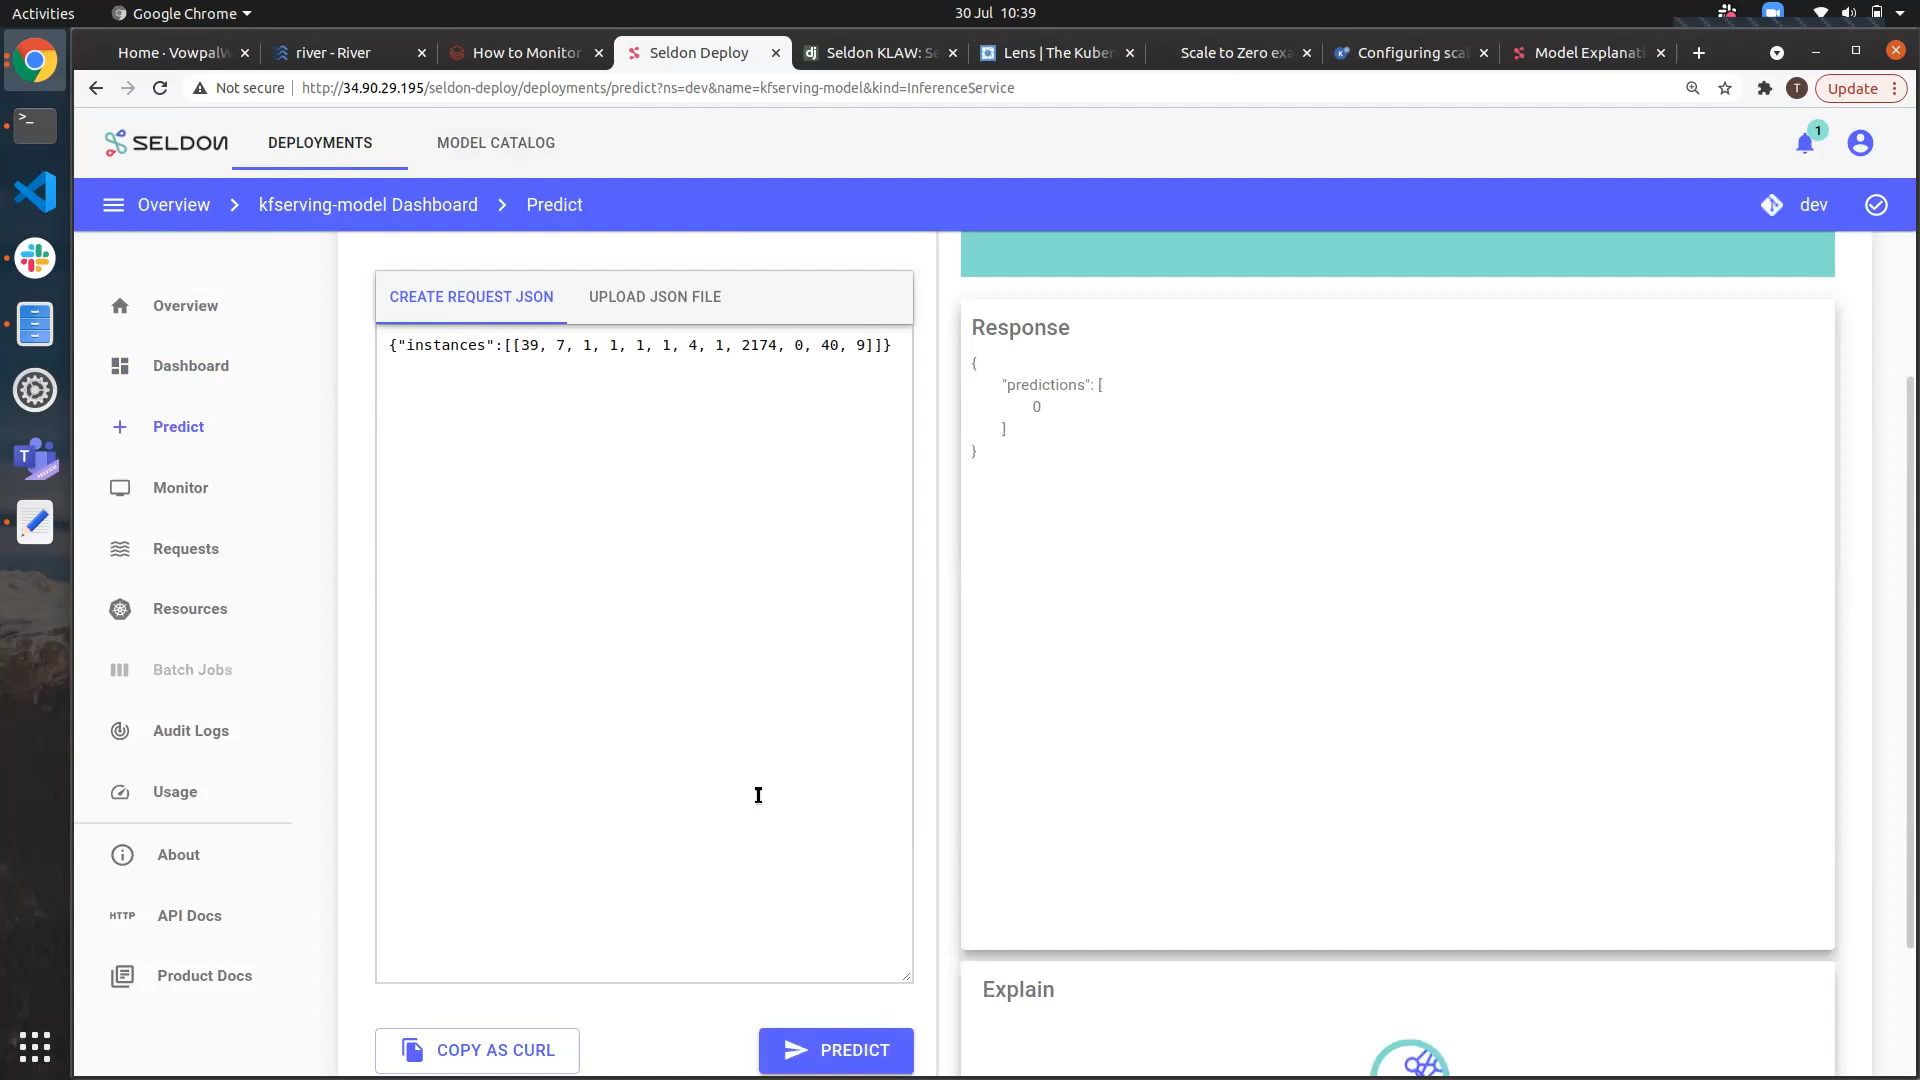 Activities
Google Chrome
30 Jul 10:39
Home · VowpalW
river - River
How to Monitor
Seldon Deploy
Seldon KLAW: S
Lens | The Kuber
Scale to Zero exa
Configuring scal
Model Explanati
Not secure
http://34.90.29.195/seldon-deploy/deployments/predict?ns=dev&name=kfserving-model&kind=InferenceService
T
Update
SELDON
DEPLOYMENTS
MODEL CATALOG
1
Overview
kfserving-model Dashboard
Predict
dev
Overview
Dashboard
Predict
Monitor
Requests
Resources
Batch Jobs
Audit Logs
Usage
About
HTTP
API Docs
Product Docs
CREATE REQUEST JSON
UPLOAD JSON FILE
{"instances":[[39, 7, 1, 1, 1, 1, 4, 1, 2174, 0, 40, 9]]}
COPY AS CURL
PREDICT
Response
{
"predictions": [
0
]
}
Explain